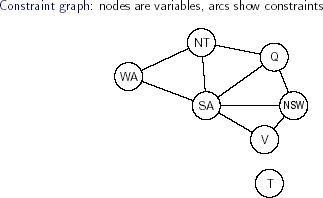 Constraint graph: nodes are variables, arcs show constraints
NT
Q
WA
SA
NSW
V
T